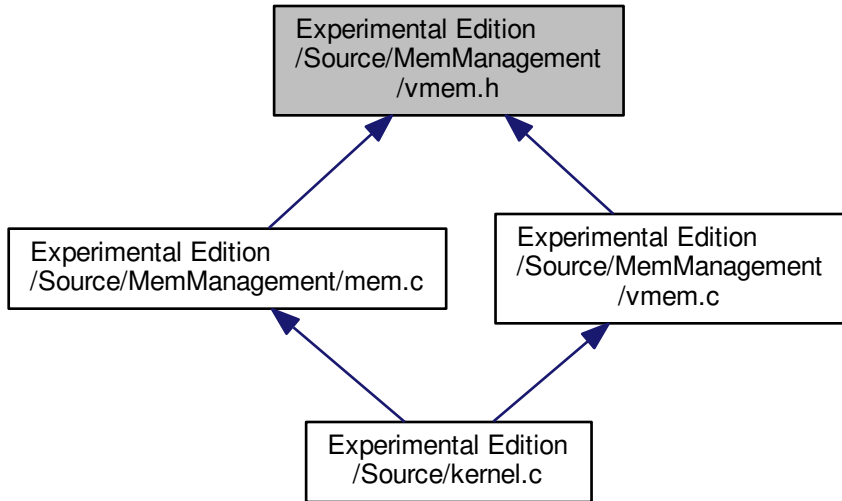 Experimental Edition
/Source/MemManagement
/vmem.h
Experimental Edition
/Source/MemManagement/mem.c
Experimental Edition
/Source/MemManagement
/vmem.c
Experimental Edition
/Source/kernel.c